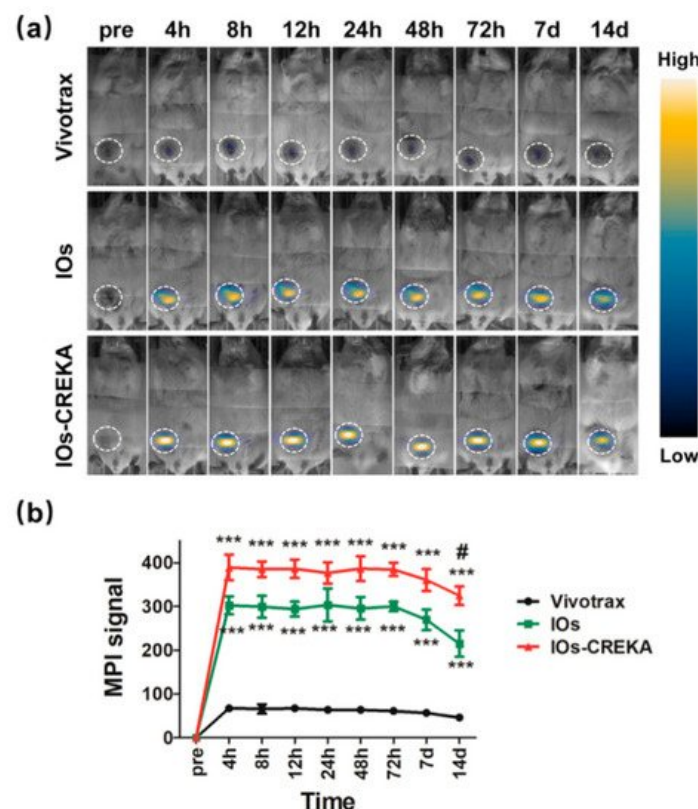 (a)
pre 4h 8h 12h 24h 48h 72h 7d 14d
High
Vivotrax
IOs
IOs-CREKA
Low
(b)
MPI signal
400
300
200
100
0
*** *** *** *** *** *** *** ***
#
*** *** *** *** *** *** *** ***
Vivotrax
IOs
IOs-CREKA
pre 4h 8h 12h 24h 48h 72h 7d 14d
Time